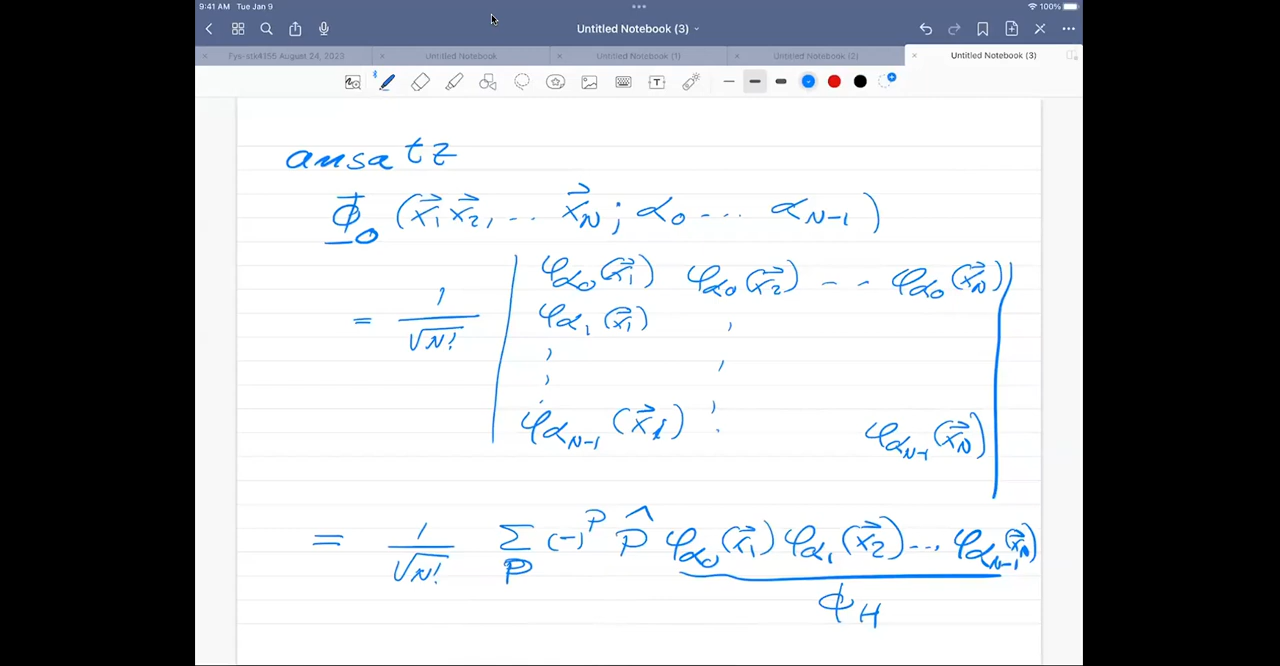 9:41 AM Tue Jan 9
100%
Untitled Notebook (3)
Fys-stk4155 August 24, 2023
Untitled Notebook
Untitled Notebook (1)
Untitled Notebook (2)
Untitled Notebook (3)
ansatz
Φ₀ (x⃗₁ x⃗₂, ... x⃗_N ; α₀ ... α_{N-1})
φ_{α₀}(x⃗₁) φ_{α₀}(x⃗₂) - - φ_{α₀}(x⃗_N)
= 1/√N! φ_{α₁}(x⃗₁)
φ_{α_{N-1}}(x⃗₁) φ_{α_{N-1}}(x⃗_N)
= 1/√N! Σ_P (-)^P P̂ φ_{α₀}(x⃗₁) φ_{α₁}(x⃗₂) ... φ_{α_{N-1}}(x⃗_N)
ϕ_H